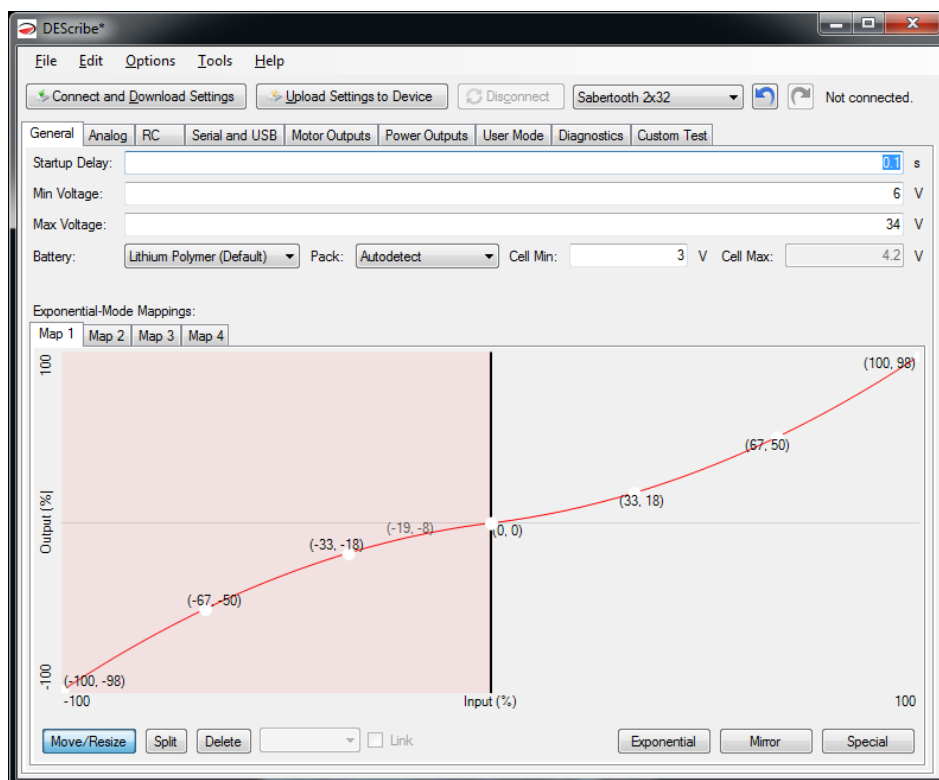 DEScribe*
File Edit Options Tools Help
Connect and Download Settings Upload Settings to Device Disconnect Sabertooth 2x32 Not connected.
General Analog RC Serial and USB Motor Outputs Power Outputs User Mode Diagnostics Custom Test
Startup Delay: 0.1 s
Min Voltage: 6 V
Max Voltage: 34 V
Battery: Lithium Polymer (Default) Pack: Autodetect Cell Min: 3 V Cell Max: 4.2 V
Exponential-Mode Mappings:
Map 1 Map 2 Map 3 Map 4
100
(100, 98)
(67, 50)
(33, 18)
Output (%)
(-19, -8) (0, 0)
(-33, -18)
(-67, -50)
-100
(-100, -98)
-100 Input (%) 100
Move/Resize Split Delete Link Exponential Mirror Special